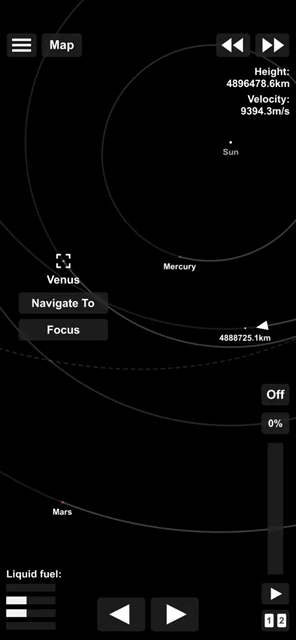 Map
Height:
4896478.6km
Velocity:
9394.3m/s
Sun
Venus
Mercury
Navigate To
Focus
4888725.1km
Off
0%
Mars
Liquid fuel:
1 2